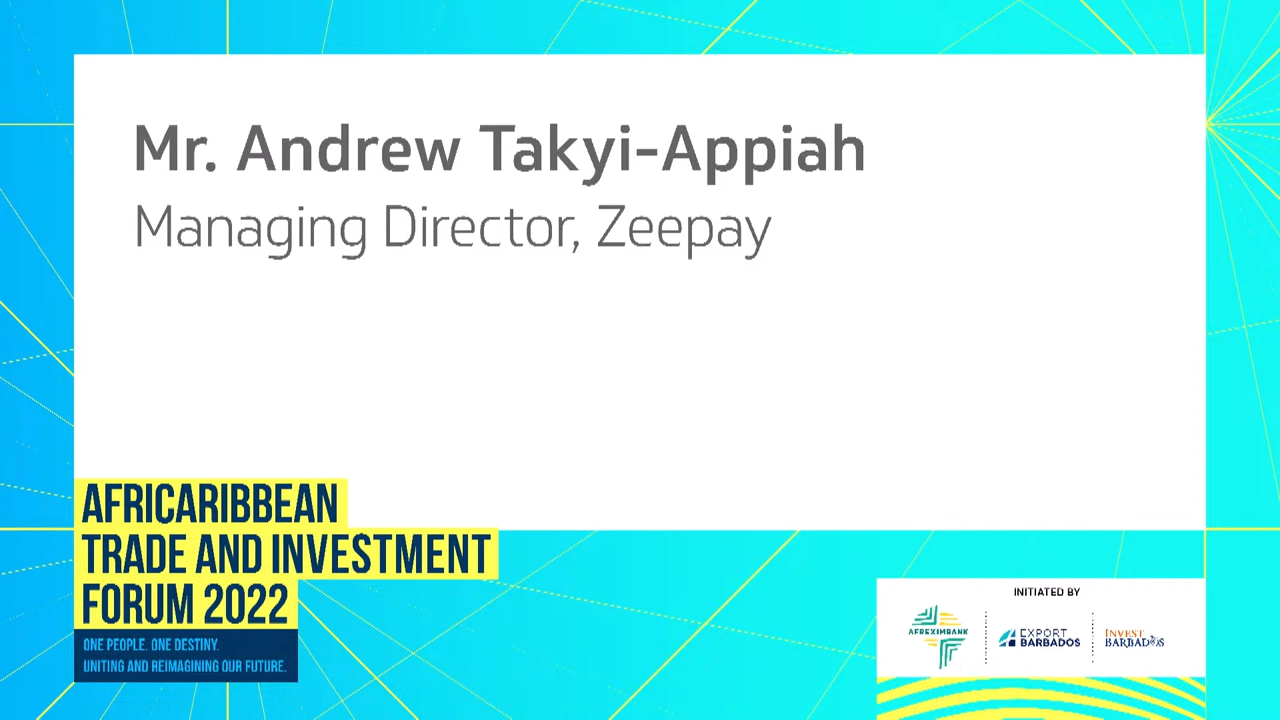 Mr. Andrew Takyi-Appiah
Managing Director, Zeepay
AFRICARIBBEAN
TRADE AND INVESTMENT
FORUM 2022
ONE PEOPLE. ONE DESTINY.
UNITING AND REIMAGINING OUR FUTURE.
INITIATED BY
AFREXIMBANK
EXPORT
BARBADOS
INVEST
BARBADOS